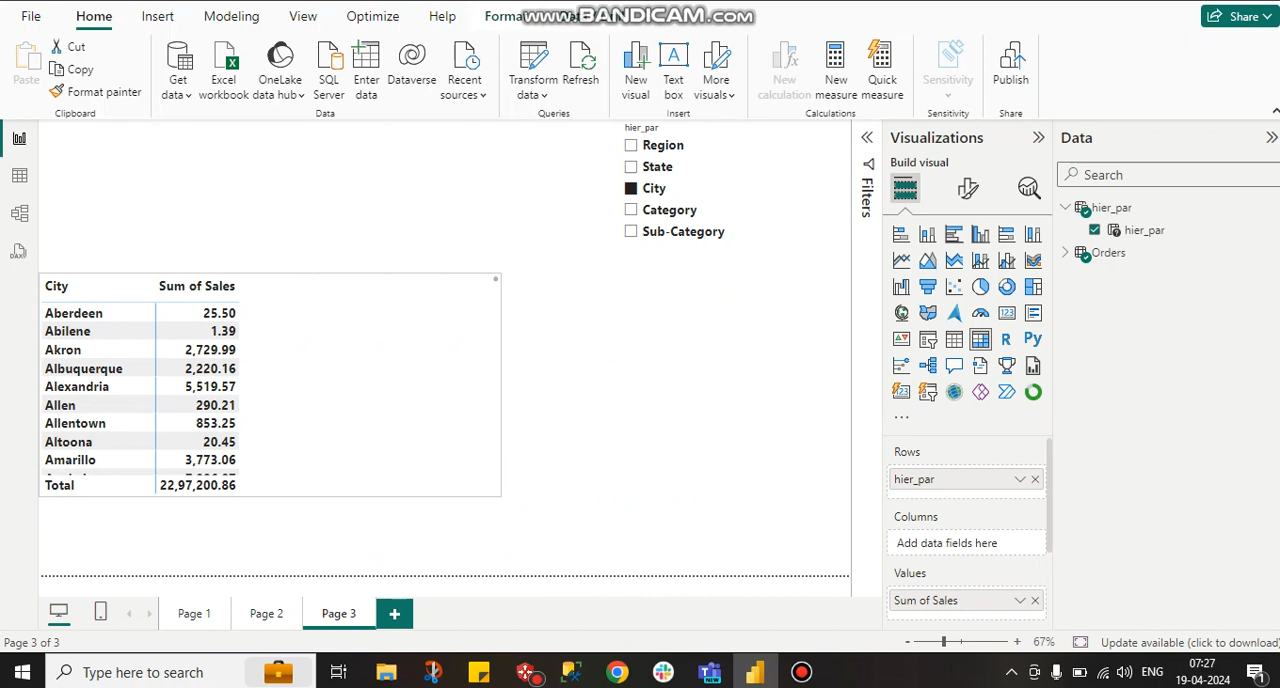 File Home Insert Modeling View Optimize Help
www.BANDICAM.com
Share
Paste
Cut
Copy
Format painter
Clipboard
Get data
Excel workbook
OneLake data hub
SQL Server
Enter data
Dataverse
Recent sources
Data
Transform data
Refresh
Queries
New visual
Text box
More visuals
Insert
New calculation
New measure
Quick measure
Calculations
Sensitivity
Sensitivity
Publish
Share
hier_par
Region
State
City
Category
Sub-Category
City Sum of Sales
Aberdeen 25.50
Abilene 1.39
Akron 2,729.99
Albuquerque 2,220.16
Alexandria 5,519.57
Allen 290.21
Allentown 853.25
Altoona 20.45
Amarillo 3,773.06
Total 22,97,200.86
Filters
Visualizations
Build visual
R Py
123
Rows
hier_par
Columns
Add data fields here
Values
Sum of Sales
Data
Search
hier_par
hier_par
Orders
DAX
Page 1 Page 2 Page 3 +
Page 3 of 3
- + 67%
Update available (click to download)
Type here to search
ENG
07:27
19-04-2024